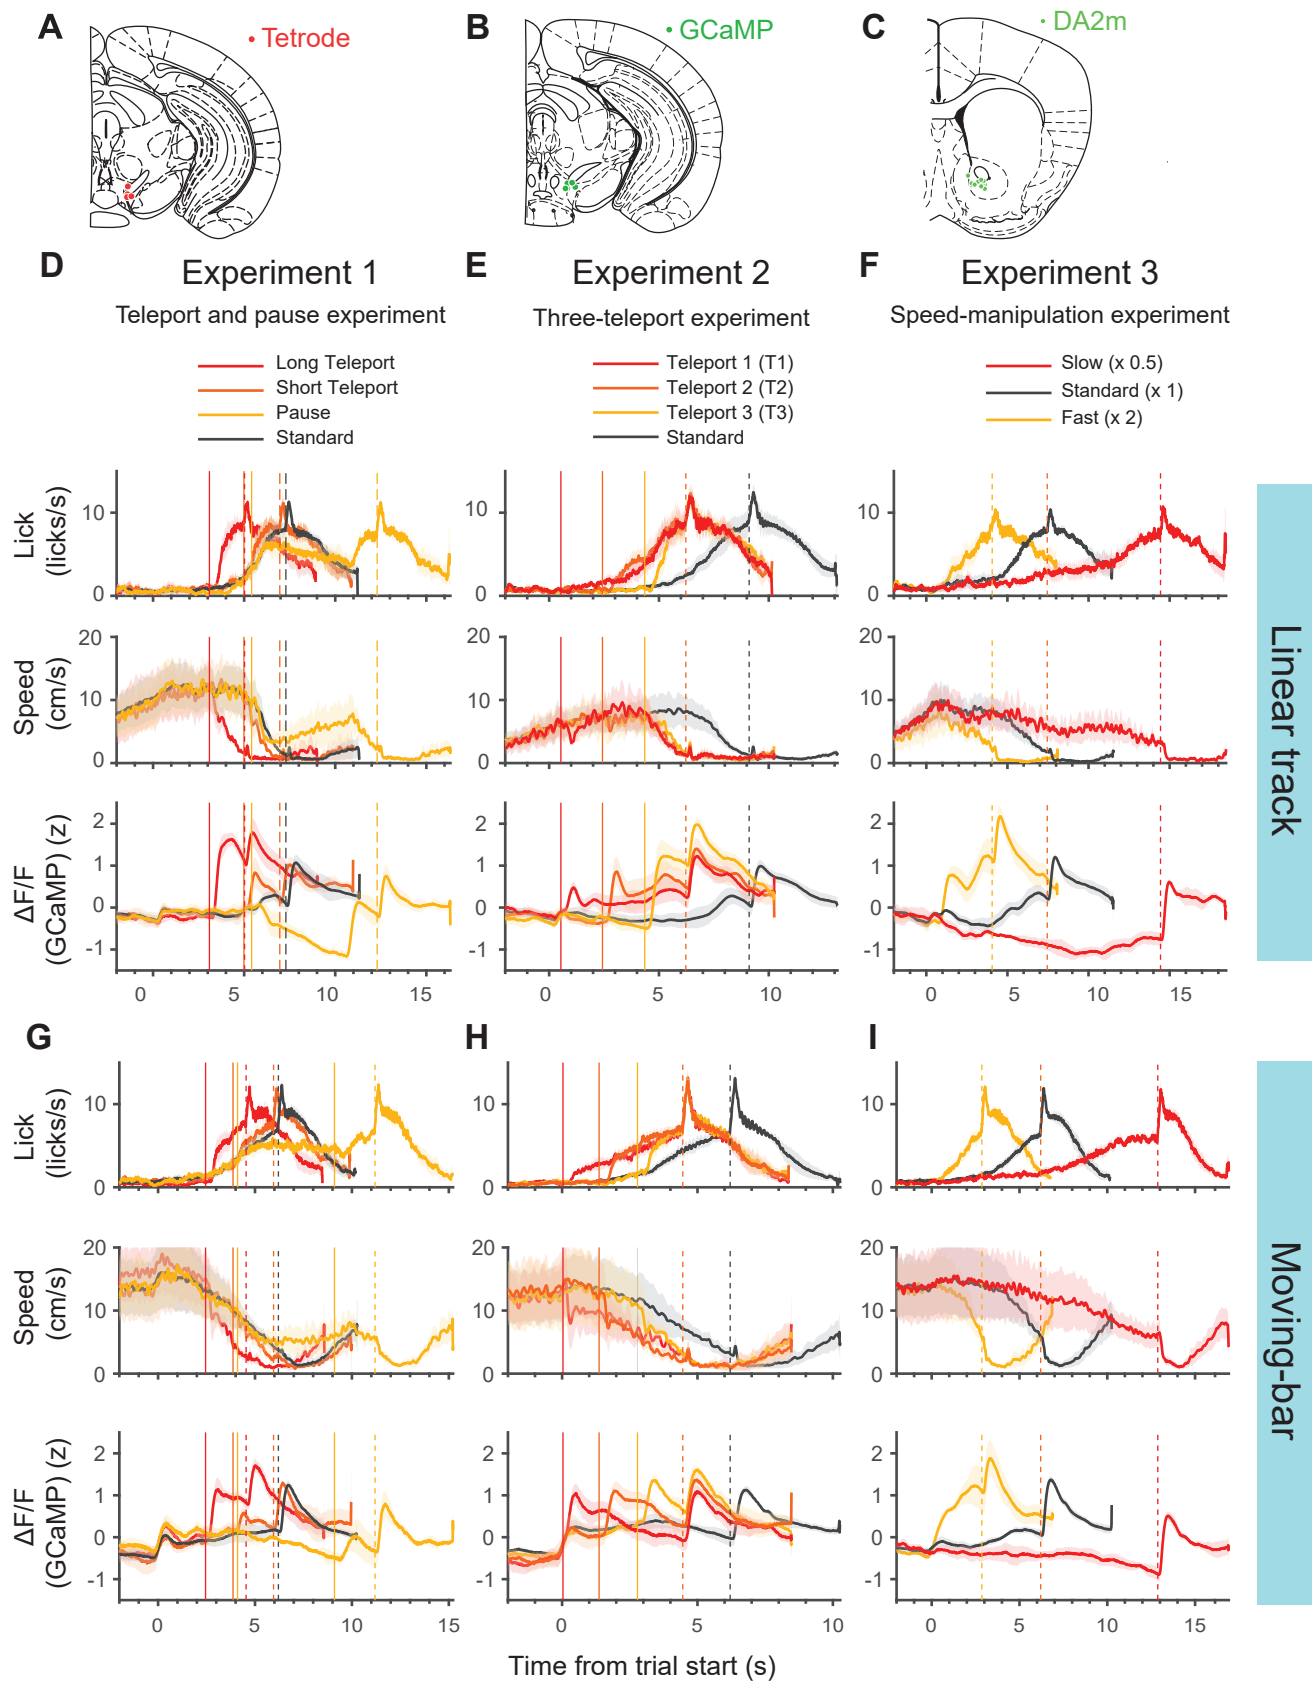 A
• Tetrode
B
• GCaMP
C
• DA2m
D
Experiment 1
Teleport and pause experiment
Long Teleport
Short Teleport
Pause
Standard
E
Experiment 2
Three-teleport experiment
Teleport 1 (T1)
Teleport 2 (T2)
Teleport 3 (T3)
Standard
F
Experiment 3
Speed-manipulation experiment
Slow (x 0.5)
Standard (x 1)
Fast (x 2)
Lick
(licks/s)
10
0
10
0
10
0
Speed
(cm/s)
20
10
0
20
10
0
20
10
0
ΔF/F
(GCaMP) (z)
2
1
0
-1
2
1
0
-1
2
1
0
-1
0 5 10 15
0 5 10
0 5 10 15
Linear track
G
H
I
Lick
(licks/s)
10
0
10
0
10
0
Speed
(cm/s)
20
10
0
20
10
0
20
10
0
ΔF/F
(GCaMP) (z)
2
1
0
-1
2
1
0
-1
2
1
0
-1
0 5 10 15
0 5 10
0 5 10 15
Moving-bar
Time from trial start (s)